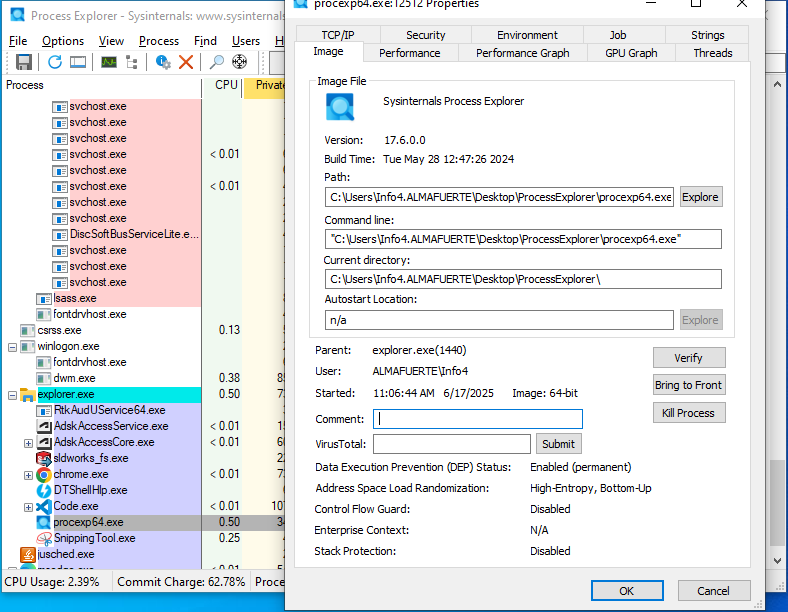 Process Explorer - Sysinternals: www.sysinternals
File Options View Process Find Users
Process CPU Private
svchost.exe
svchost.exe
svchost.exe
svchost.exe < 0.01
svchost.exe
svchost.exe < 0.01
svchost.exe
svchost.exe
DiscSoftBusServiceLite.e...
svchost.exe
svchost.exe
svchost.exe
lsass.exe
fontdrvhost.exe
csrss.exe 0.13
winlogon.exe
fontdrvhost.exe
dwm.exe 0.38
explorer.exe 0.50
RtkAudUService64.exe
AdskAccessService.exe < 0.01
AdskAccessCore.exe < 0.01
sldworks_fs.exe
chrome.exe < 0.01
DTShellHlp.exe
Code.exe < 0.01
procexp64.exe 0.50
SnippingTool.exe 0.25
jusched.exe
CPU Usage: 2.39% Commit Charge: 62.78% Proce
procexp64.exe:12512 Properties
TCP/IP Security Environment Job Strings
Image Performance Performance Graph GPU Graph Threads
Image File
Sysinternals Process Explorer
Version: 17.6.0.0
Build Time: Tue May 28 12:47:26 2024
Path:
C:\Users\Info4.ALMAFUERTE\Desktop\ProcessExplorer\procexp64.exe Explore
Command line:
"C:\Users\Info4.ALMAFUERTE\Desktop\ProcessExplorer\procexp64.exe"
Current directory:
C:\Users\Info4.ALMAFUERTE\Desktop\ProcessExplorer\
Autostart Location:
n/a Explore
Parent: explorer.exe(1440) Verify
User: ALMAFUERTE\Info4 Bring to Front
Started: 11:06:44 AM 6/17/2025 Image: 64-bit
Comment: Kill Process
VirusTotal: Submit
Data Execution Prevention (DEP) Status: Enabled (permanent)
Address Space Load Randomization: High-Entropy, Bottom-Up
Control Flow Guard: Disabled
Enterprise Context: N/A
Stack Protection: Disabled
OK Cancel